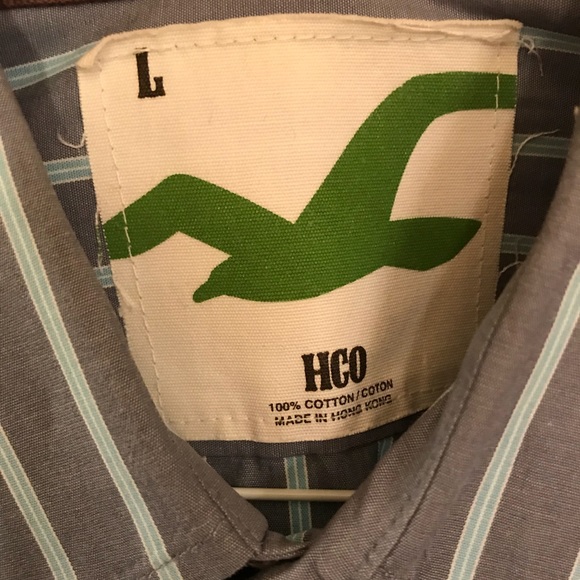 L
HCO
100% COTTON / COTON
MADE IN HONG KONG